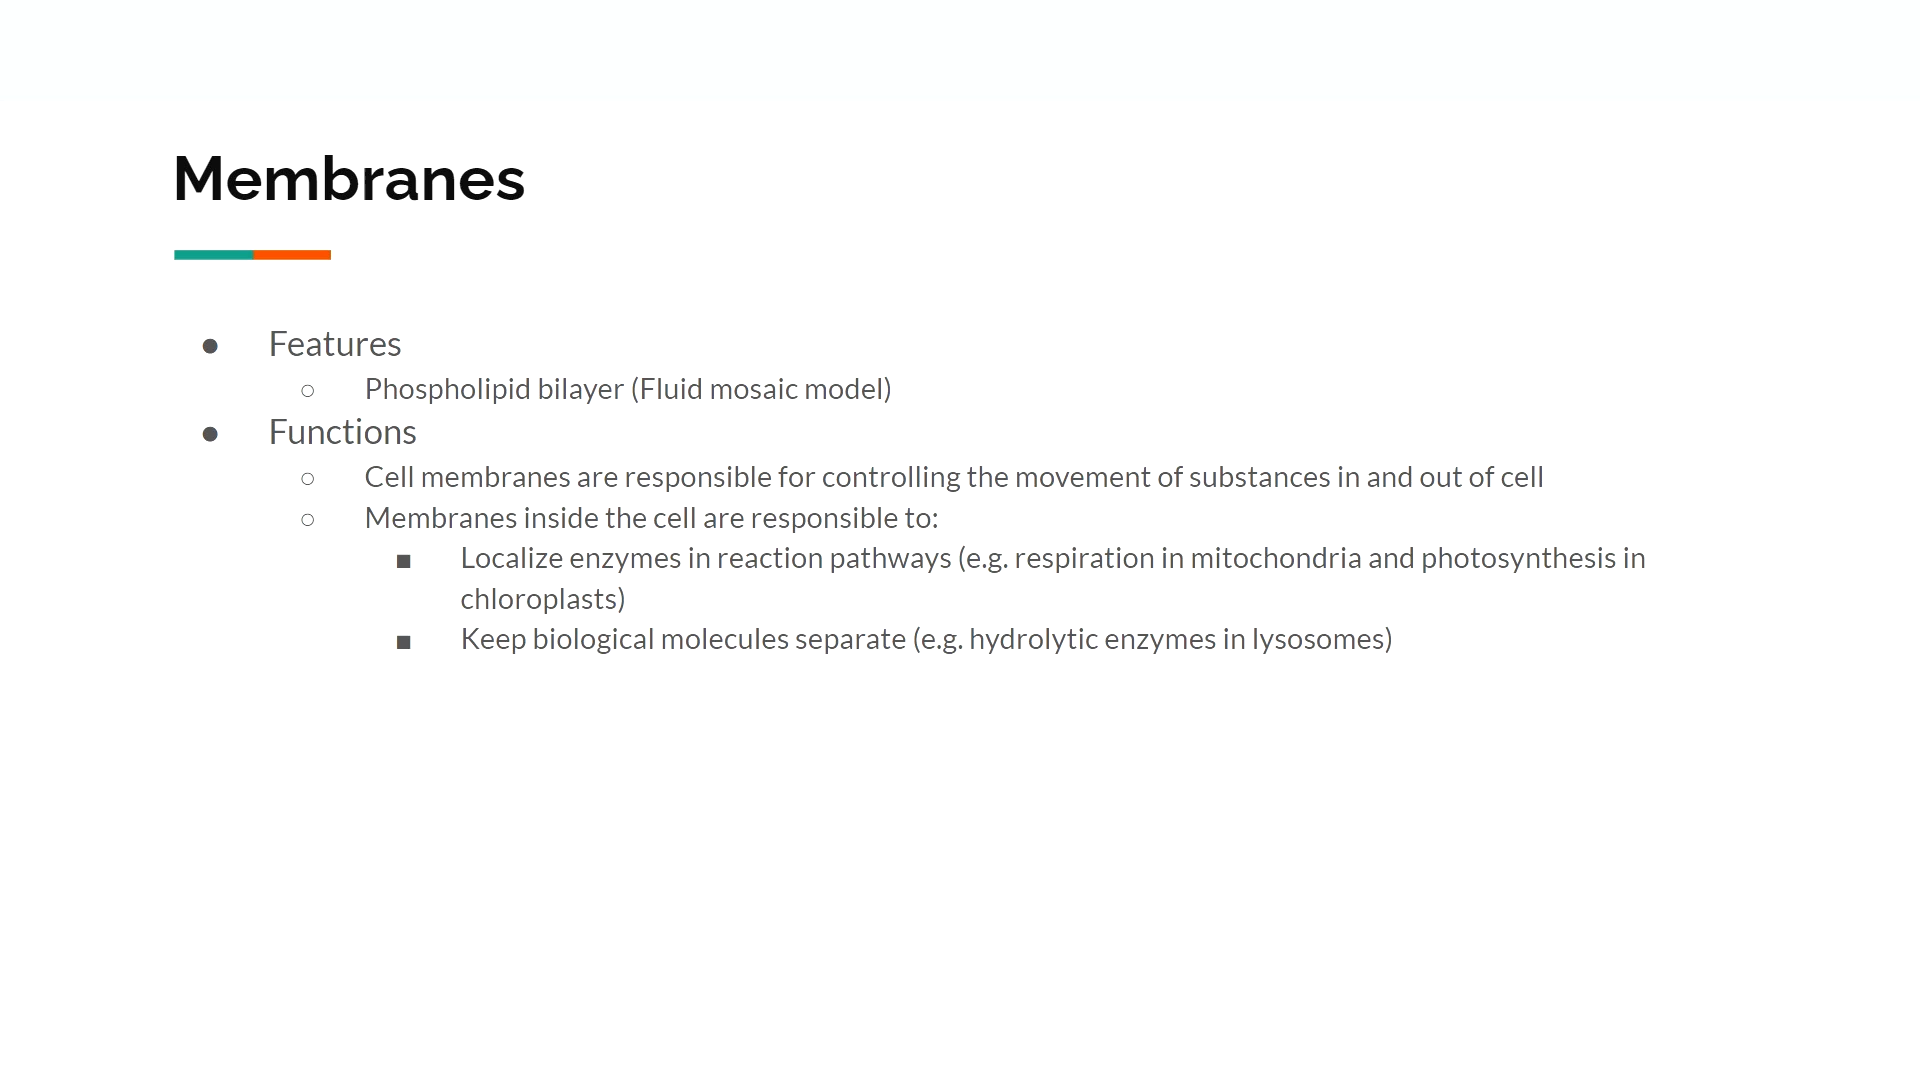 Membranes
● Features
○ Phospholipid bilayer (Fluid mosaic model)
● Functions
○ Cell membranes are responsible for controlling the movement of substances in and out of cell
○ Membranes inside the cell are responsible to:
■ Localize enzymes in reaction pathways (e.g. respiration in mitochondria and photosynthesis in
chloroplasts)
■ Keep biological molecules separate (e.g. hydrolytic enzymes in lysosomes)